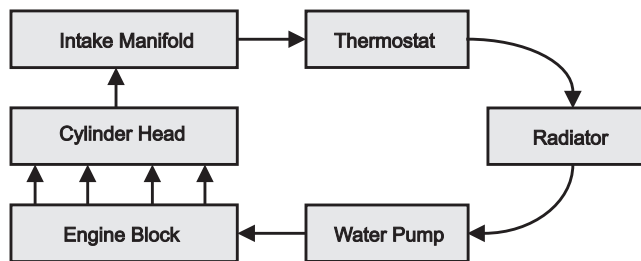 Intake Manifold
Thermostat
Cylinder Head
Radiator
Engine Block
Water Pump